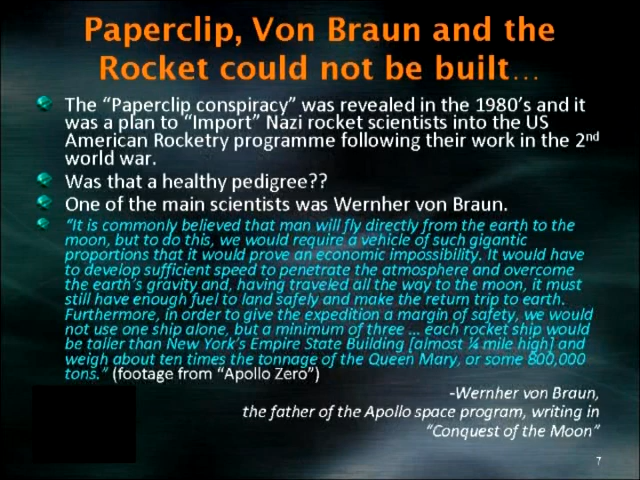 Paperclip, Von Braun and the
Rocket could not be built…
The “Paperclip conspiracy” was revealed in the 1980’s and it
was a plan to “Import” Nazi rocket scientists into the US
American Rocketry programme following their work in the 2nd
world war.
Was that a healthy pedigree??
One of the main scientists was Wernher von Braun.
“It is commonly believed that man will fly directly from the earth to the
moon, but to do this, we would require a vehicle of such gigantic
proportions that it would prove an economic impossibility. It would have
to develop sufficient speed to penetrate the atmosphere and overcome
the earth’s gravity and, having traveled all the way to the moon, it must
still have enough fuel to land safely and make the return trip to earth.
Furthermore, in order to give the expedition a margin of safety, we would
not use one ship alone, but a minimum of three … each rocket ship would
be taller than New York’s Empire State Building [almost ¼ mile high] and
weigh about ten times the tonnage of the Queen Mary, or some 800,000
tons.” (footage from “Apollo Zero”)
-Wernher von Braun,
the father of the Apollo space program, writing in
“Conquest of the Moon”
7